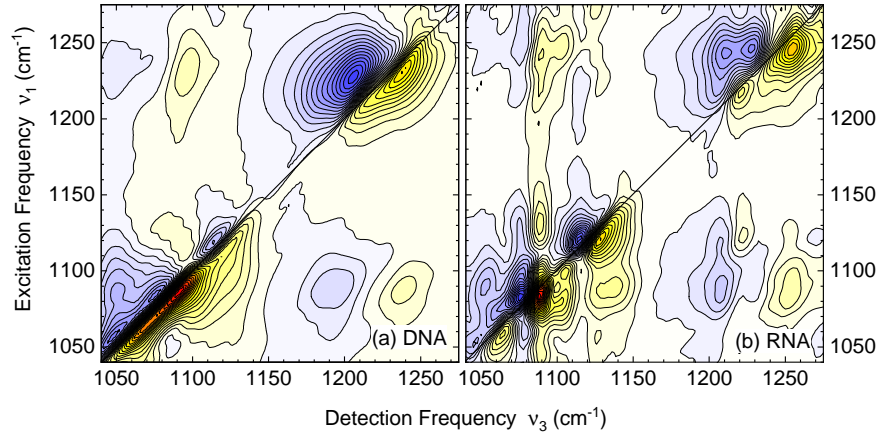 Excitation Frequency ν₁ (cm⁻¹)
1250
1200
1150
1100
1050
1250
1200
1150
1100
1050
(a) DNA
(b) RNA
1050 1100 1150 1200 1250 1050 1100 1150 1200 1250
Detection Frequency ν₃ (cm⁻¹)